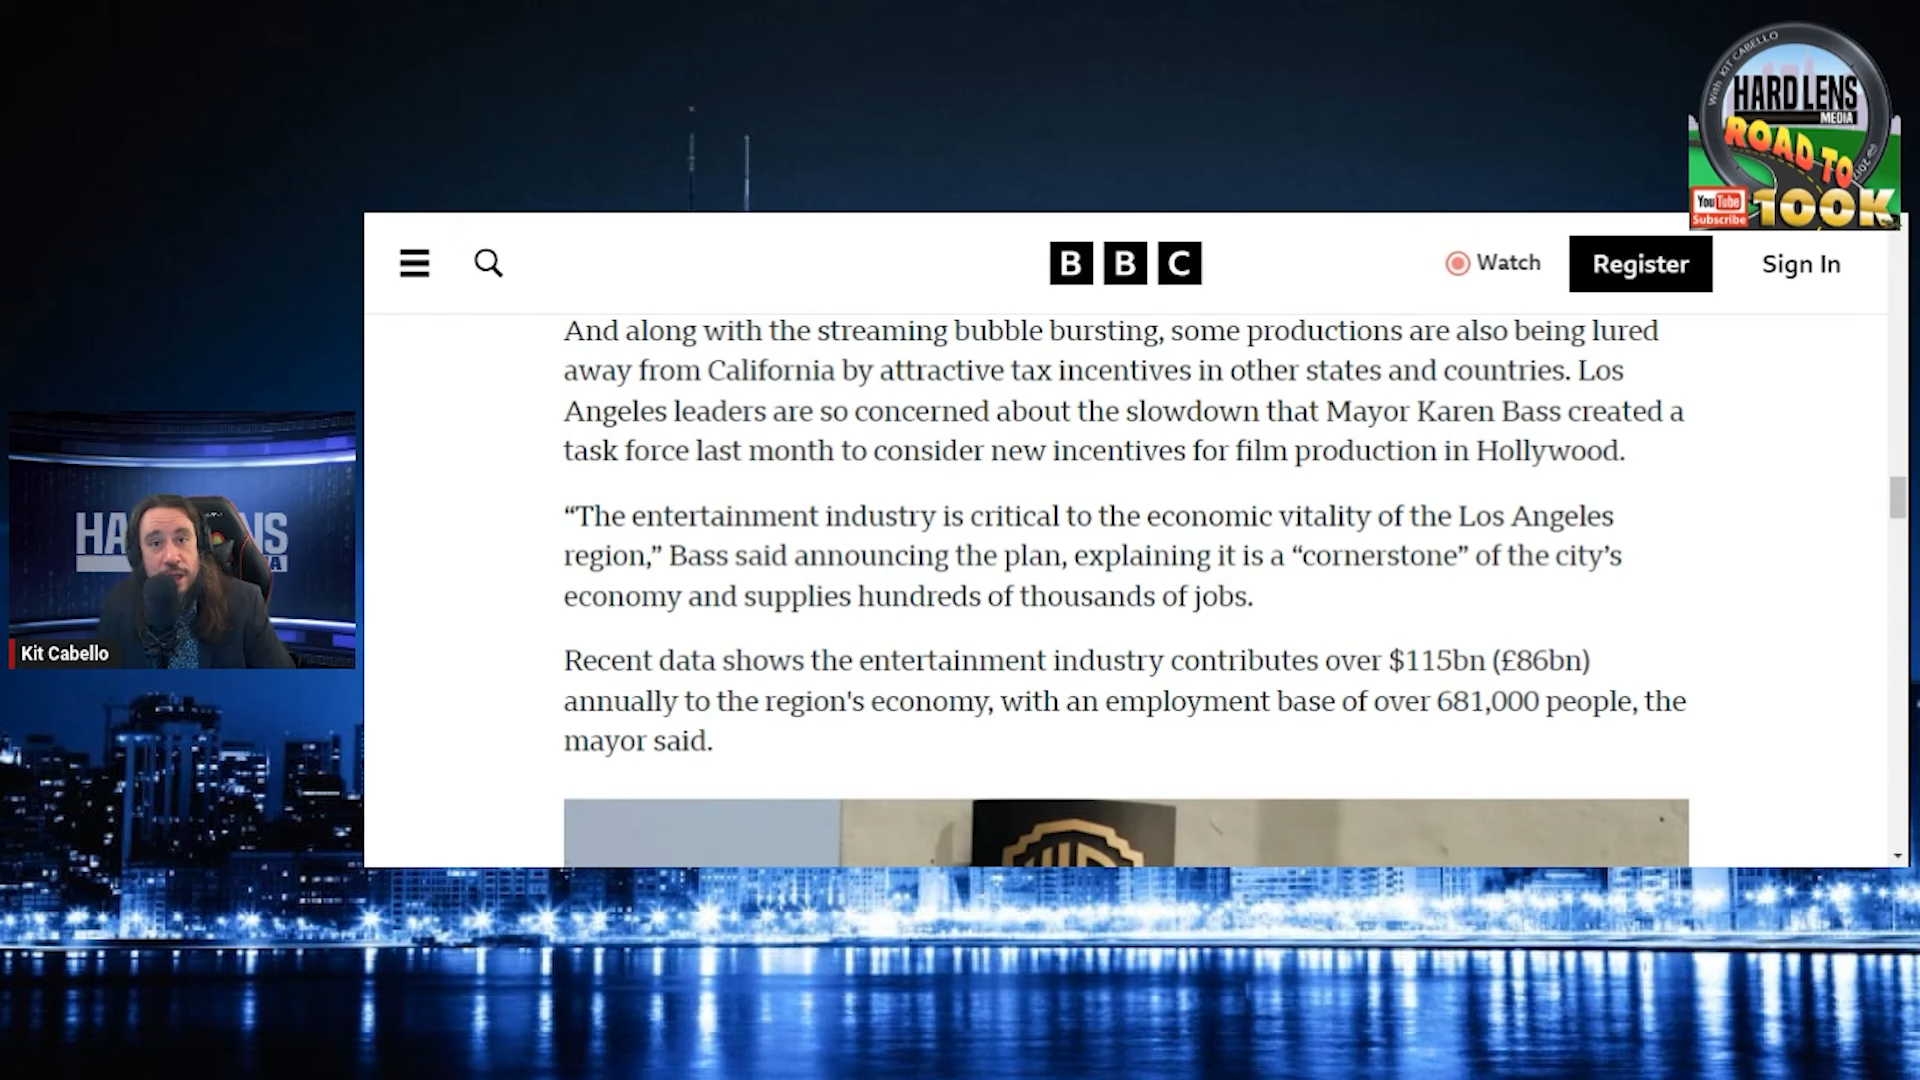 With KIT CABELLO
HARD LENS
MEDIA
ROAD TO
100K
YouTube
Subscribe
BBC
Watch
Register
Sign In
And along with the streaming bubble bursting, some productions are also being lured
away from California by attractive tax incentives in other states and countries. Los
Angeles leaders are so concerned about the slowdown that Mayor Karen Bass created a
task force last month to consider new incentives for film production in Hollywood.
“The entertainment industry is critical to the economic vitality of the Los Angeles
region,” Bass said announcing the plan, explaining it is a “cornerstone” of the city’s
economy and supplies hundreds of thousands of jobs.
Recent data shows the entertainment industry contributes over $115bn (£86bn)
annually to the region's economy, with an employment base of over 681,000 people, the
mayor said.
Kit Cabello